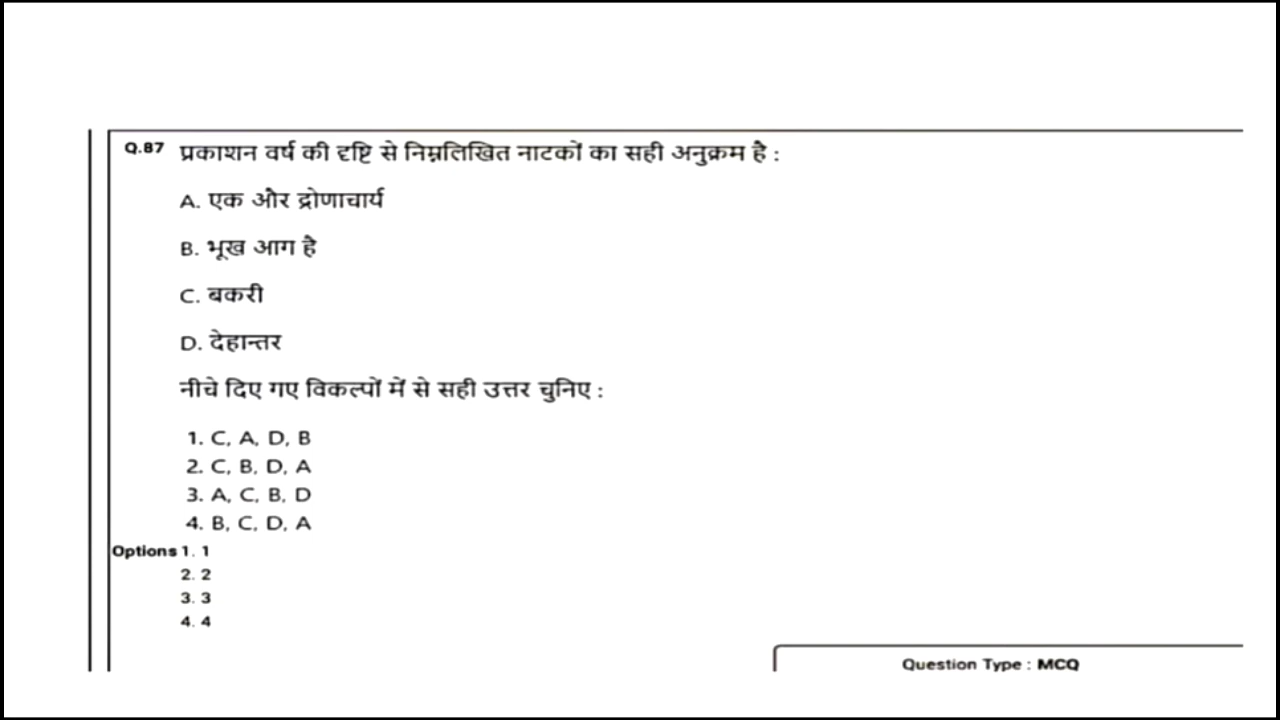 Q.87 प्रकाशन वर्ष की दृष्टि से निम्नलिखित नाटकों का सही अनुक्रम है :
A. एक और द्रोणाचार्य
B. भूख आग है
C. बकरी
D. देहान्तर
नीचे दिए गए विकल्पों में से सही उत्तर चुनिए :
1. C, A, D, B
2. C, B, D, A
3. A, C, B, D
4. B, C, D, A
Options 1. 1
2. 2
3. 3
4. 4
Question Type : MCQ